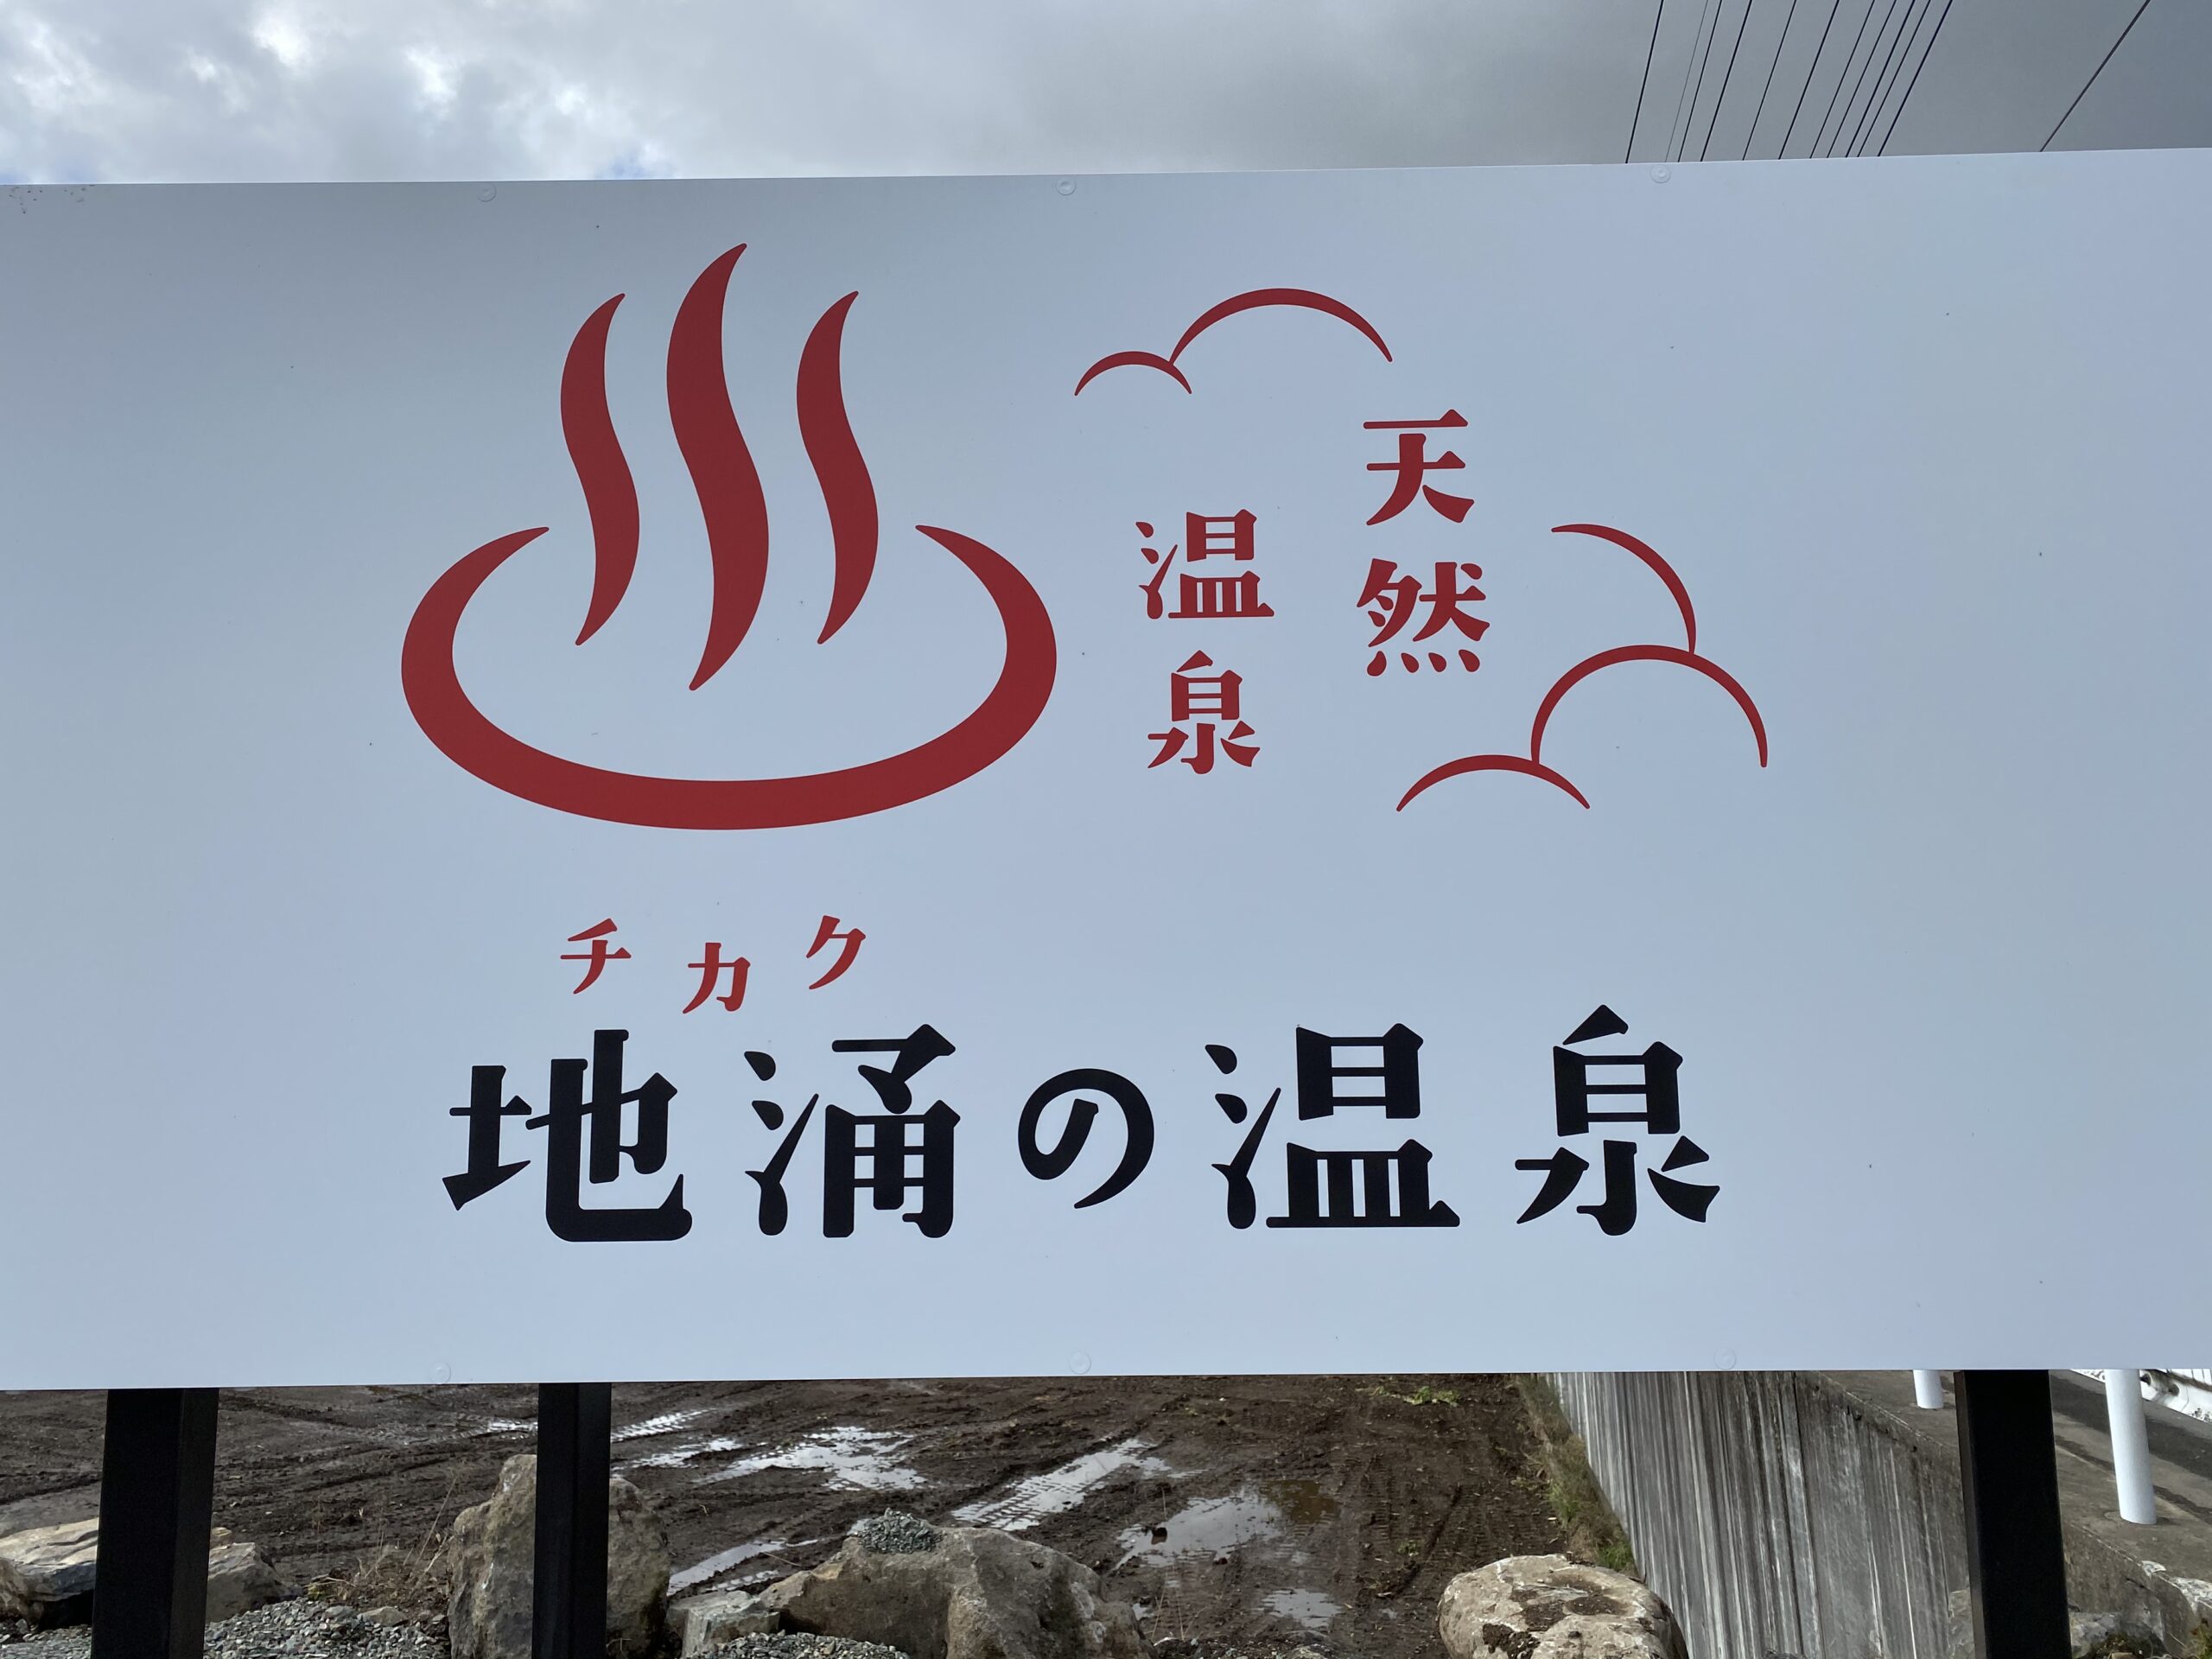 天然
温泉
チカク
地涌の温泉